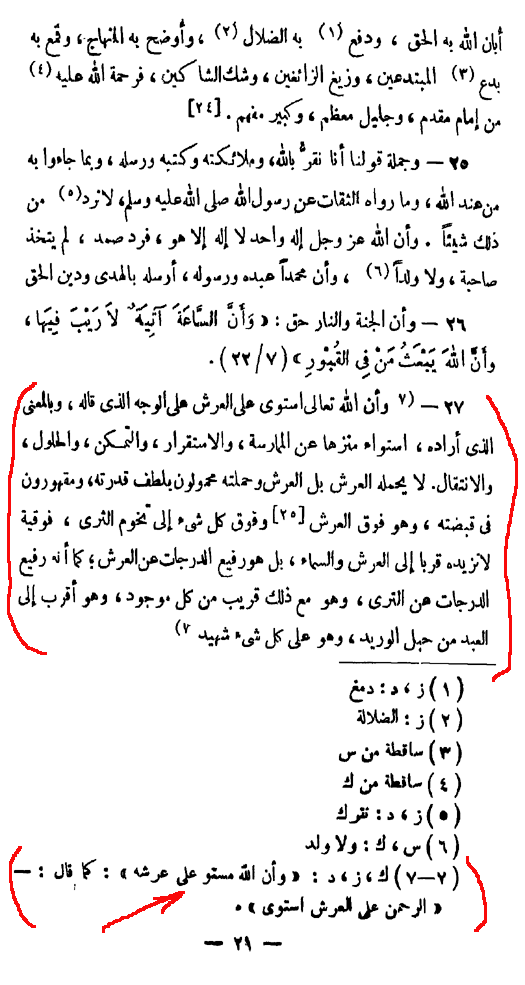 أبان الله به الحق ، ودفع (١) به الضلال (٢) ، وأوضح به المنهاج ، وقمع به
بدع (٣) المبتدعين ، وزيغ الزائغين ، وشك الشاكين ، فرحمة الله عليه (٤)
من إمام مقدم ، وجليل معظم ، وكبير مفهم . [٢٤]
٢٥ — وجملة قولنا أنا نقرُّ بالله، وملائكته وكتبه ورسله ، وبما جاءوا به
من عند الله ، وما رواه الثقات عن رسول الله صلى الله عليه وسلم، لا نرد (٥) من
ذلك شيئاً . وأن الله عز وجل إله واحد لا إله إلا هو ، فرد صمد ، لم يتخذ
صاحبة ، ولا ولداً (٦) ، وأن محمداً عبده ورسوله ، أرسله بالهدى ودين الحق
٢٦ — وأن الجنة والنار حق : « وَأَنَّ السَّاعَةَ آتِيَةٌ لاَ رَيْبَ فِيهَا ،
وأَنَّ اللهَ يَبْعَثُ مَنْ فِى القُبُورِ » (٢٢/٧) .
٢٧ — (٧ وأن الله تعالى استوى على العرش على الوجه الذى قاله ، وبالمعنى
الذى أراده ، استواء منزها عن الممارسة ، والاستقرار ، والتمكن ، والحلول ،
والانتقال. لا يحمله العرش بل العرش وحملته محمولون بلطف قدرته، ومقهورون
فى قبضته ، وهو فوق العرش [٢٥] وفوق كل شىء إلى تخوم الثرى ، فوقية
لا تزيده قربا إلى العرش والسماء ، بل هو رفيع الدرجات عن العرش ؛ كما أنه رفيع
الدرجات عن الثرى ، وهو مع ذلك قريب من كل موجود ، وهو أقرب إلى
العبد من حبل الوريد ، وهو على كل شىء شهيد ٧)
(١) ز ، د : دمغ
(٢) ز : الضلالة
(٣) ساقطة من س
(٤) ساقطة من ك
(٥) ز ، د : نترك
(٦) س ، ك : ولا ولد
(٧—٧) ك ، ز ، د : « وأن الله مستو على عرشه » : كما قال : —
« الرحمن على العرش استوى » .
— ٢٩ —